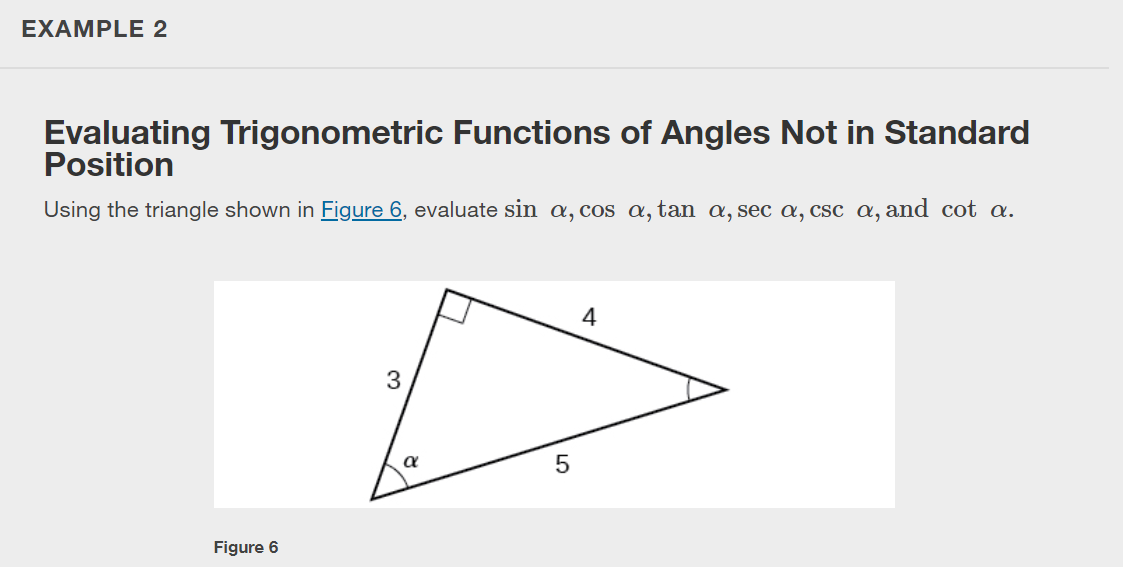 EXAMPLE 2
Evaluating Trigonometric Functions of Angles Not in Standard
Position
Using the triangle shown in Figure 6, evaluate sin α, cos α, tan α, sec α, csc α, and cot α.
4
3
α
5
Figure 6